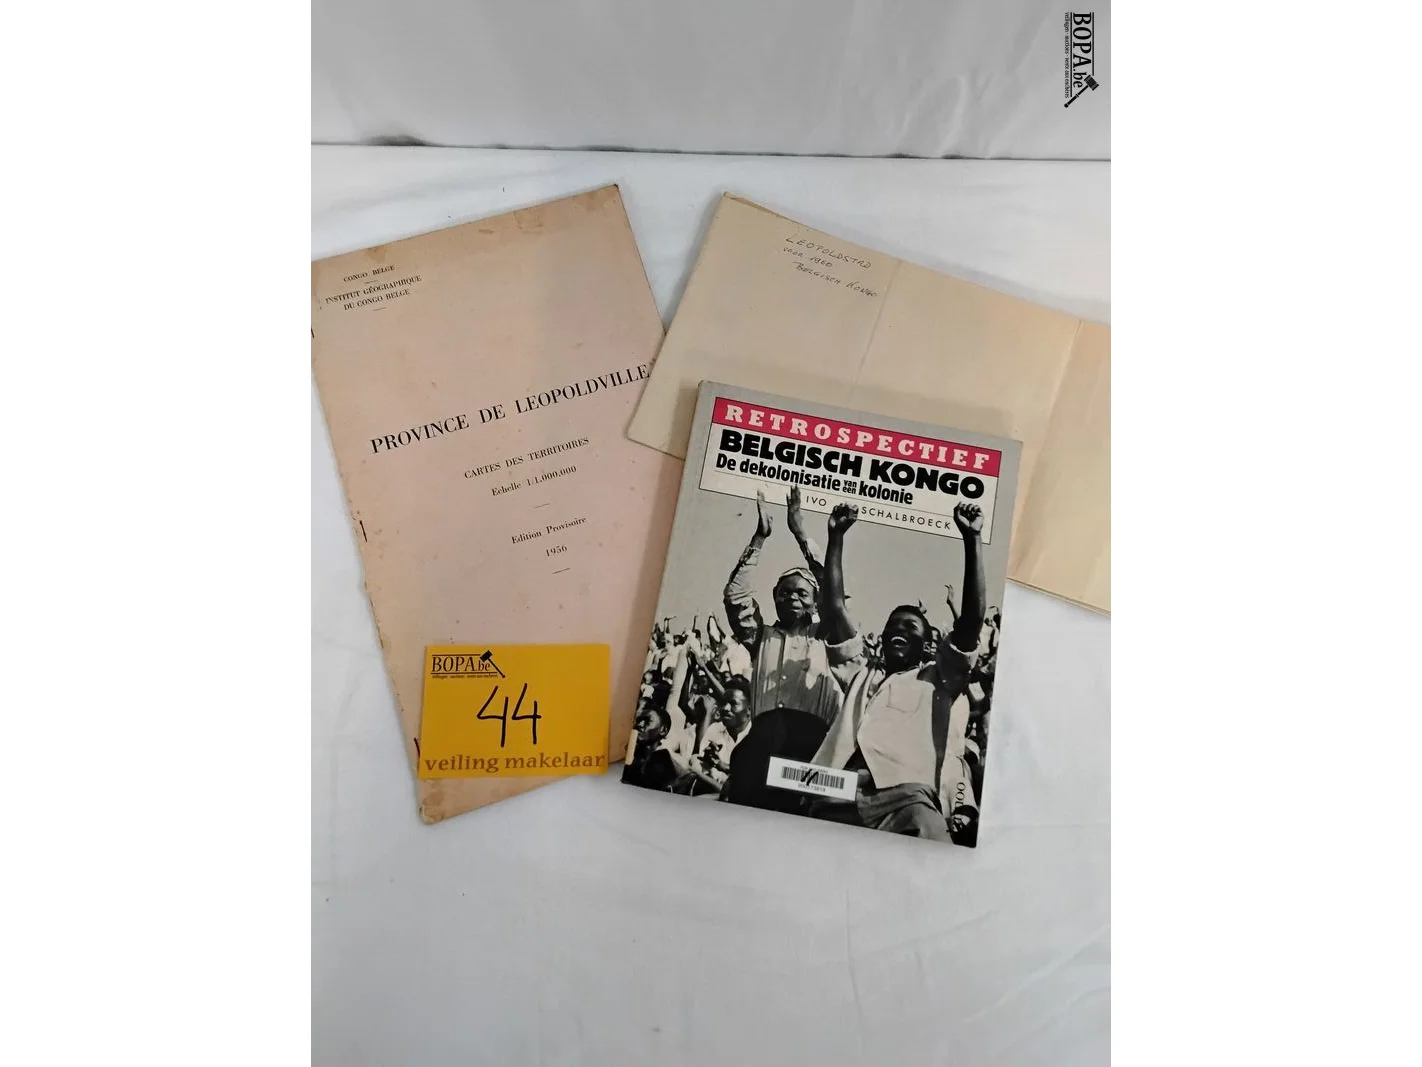 BOPA.be
CONGO BELGE
INSTITUT GÉOGRAPHIQUE
DU CONGO BELGE
PROVINCE DE LEOPOLDVILLE
CARTES DES TERRITOIRES
Echelle 1/1.000.000
Edition Provisoire
1956
LEOPOLDSTAD
VOOR 1960
BELGISCH KONGO
RETROSPECTIEF
BELGISCH KONGO
De dekolonisatie van een kolonie
IVO SCHALBROECK
BOPA.be
44
veiling makelaar